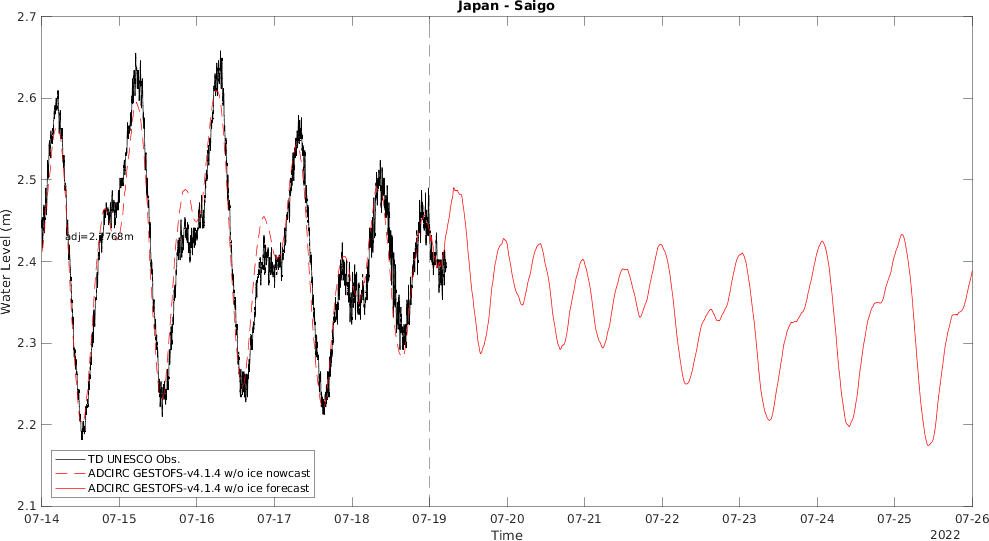 Japan - Saigo
2.7
2.6
2.5
2.4
2.3
2.2
2.1
Water Level (m)
TD UNESCO Obs.
ADCIRC GESTOFS-v4.1.4 w/o ice nowcast
ADCIRC GESTOFS-v4.1.4 w/o ice forecast
07-14 07-15 07-16 07-17 07-18 07-19 07-20 07-21 07-22 07-23 07-24 07-25 07-26
Time
2022